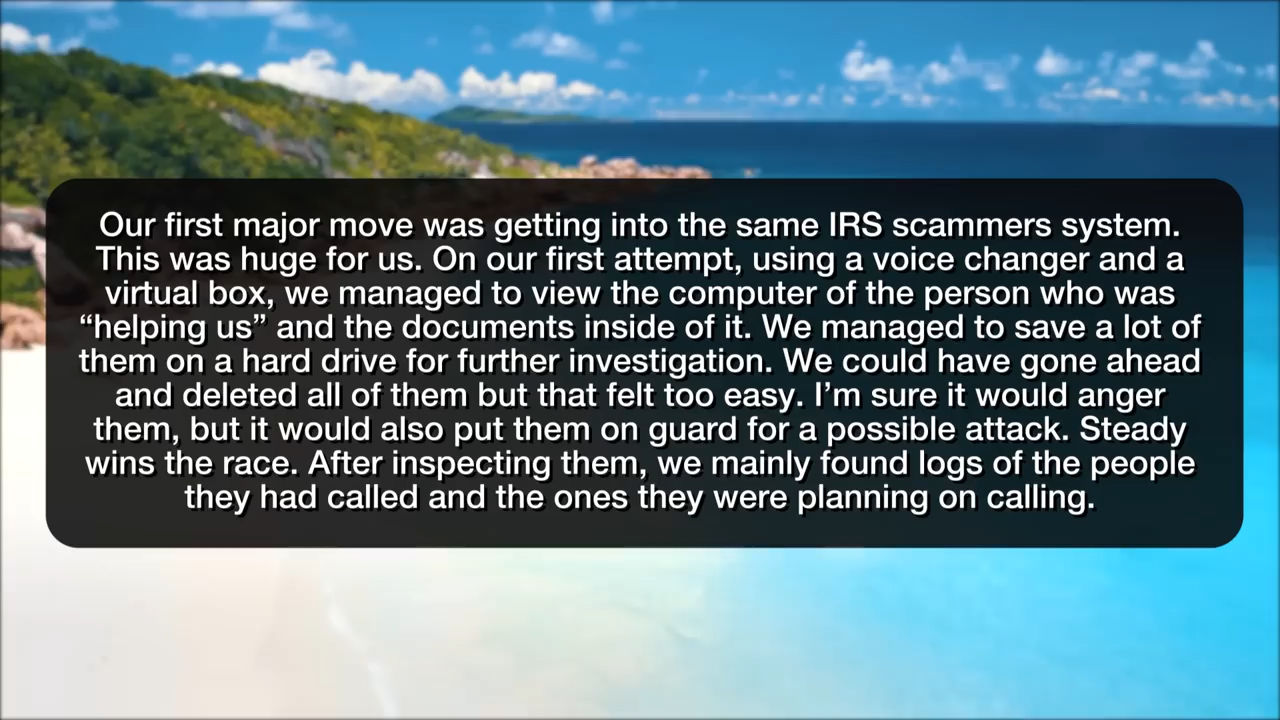 Our first major move was getting into the same IRS scammers system.
This was huge for us. On our first attempt, using a voice changer and a
virtual box, we managed to view the computer of the person who was
“helping us” and the documents inside of it. We managed to save a lot of
them on a hard drive for further investigation. We could have gone ahead
and deleted all of them but that felt too easy. I’m sure it would anger
them, but it would also put them on guard for a possible attack. Steady
wins the race. After inspecting them, we mainly found logs of the people
they had called and the ones they were planning on calling.